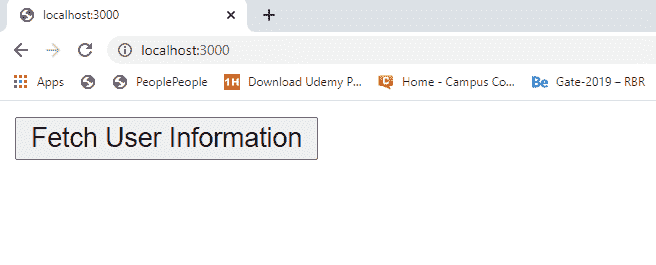 localhost:3000
localhost:3000
Apps
PeoplePeople
1H
Download Udemy P...
C
Home - Campus Co...
Be
Gate-2019 – RBR
Fetch User Information